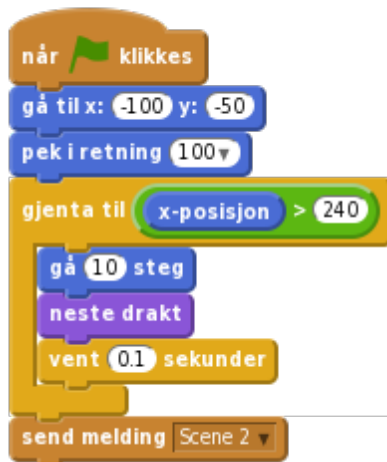 når klikkes
gå til x: -100 y: -50
pek i retning 100
gjenta til x-posisjon > 240
gå 10 steg
neste drakt
vent 0.1 sekunder
send melding Scene 2